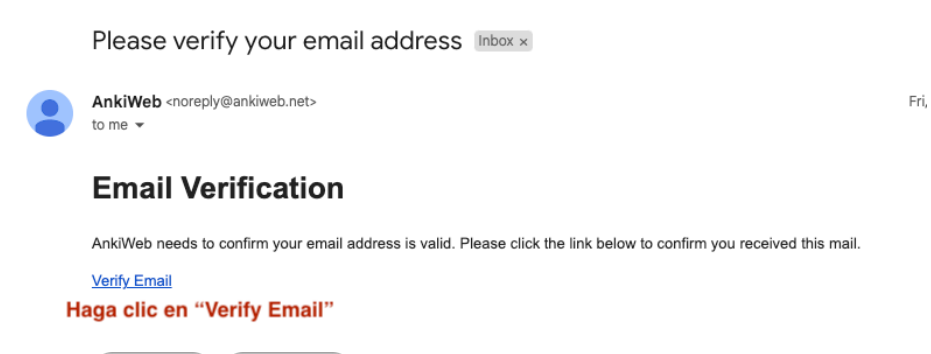 Please verify your email address Inbox ×
AnkiWeb <noreply@ankiweb.net> Fri,
to me
Email Verification
AnkiWeb needs to confirm your email address is valid. Please click the link below to confirm you received this mail.
Verify Email
Haga clic en “Verify Email”